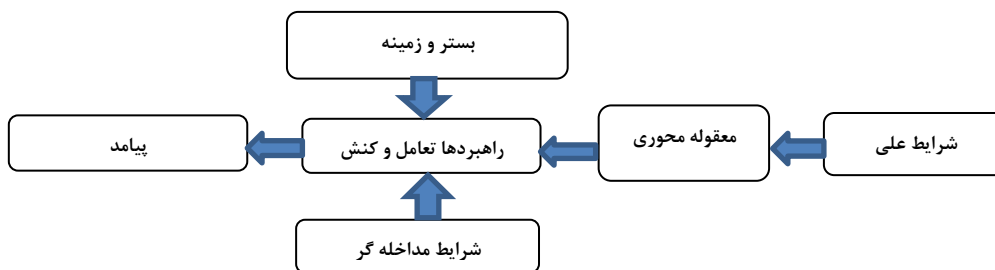 بستر و زمینه
شرایط علی
معقوله محوری
راهبردها تعامل و کنش
پیامد
شرایط مداخله گر